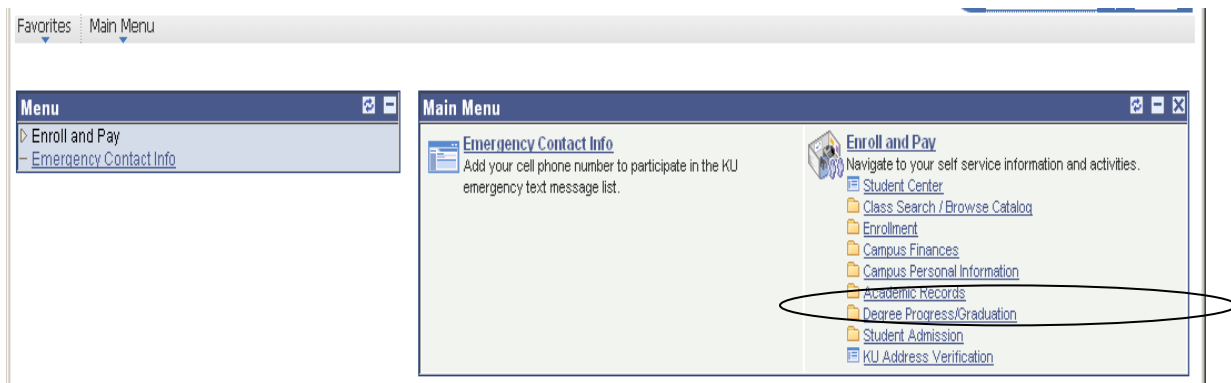 Favorites Main Menu
Menu
Enroll and Pay
Emergency Contact Info
Main Menu
Emergency Contact Info
Add your cell phone number to participate in the KU
emergency text message list.
Enroll and Pay
Navigate to your self service information and activities.
Student Center
Class Search / Browse Catalog
Enrollment
Campus Finances
Campus Personal Information
Academic Records
Degree Progress/Graduation
Student Admission
KU Address Verification